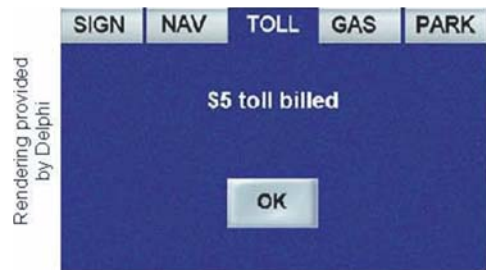 SIGN NAV TOLL GAS PARK
$5 toll billed
OK
Rendering provided
by Delphi